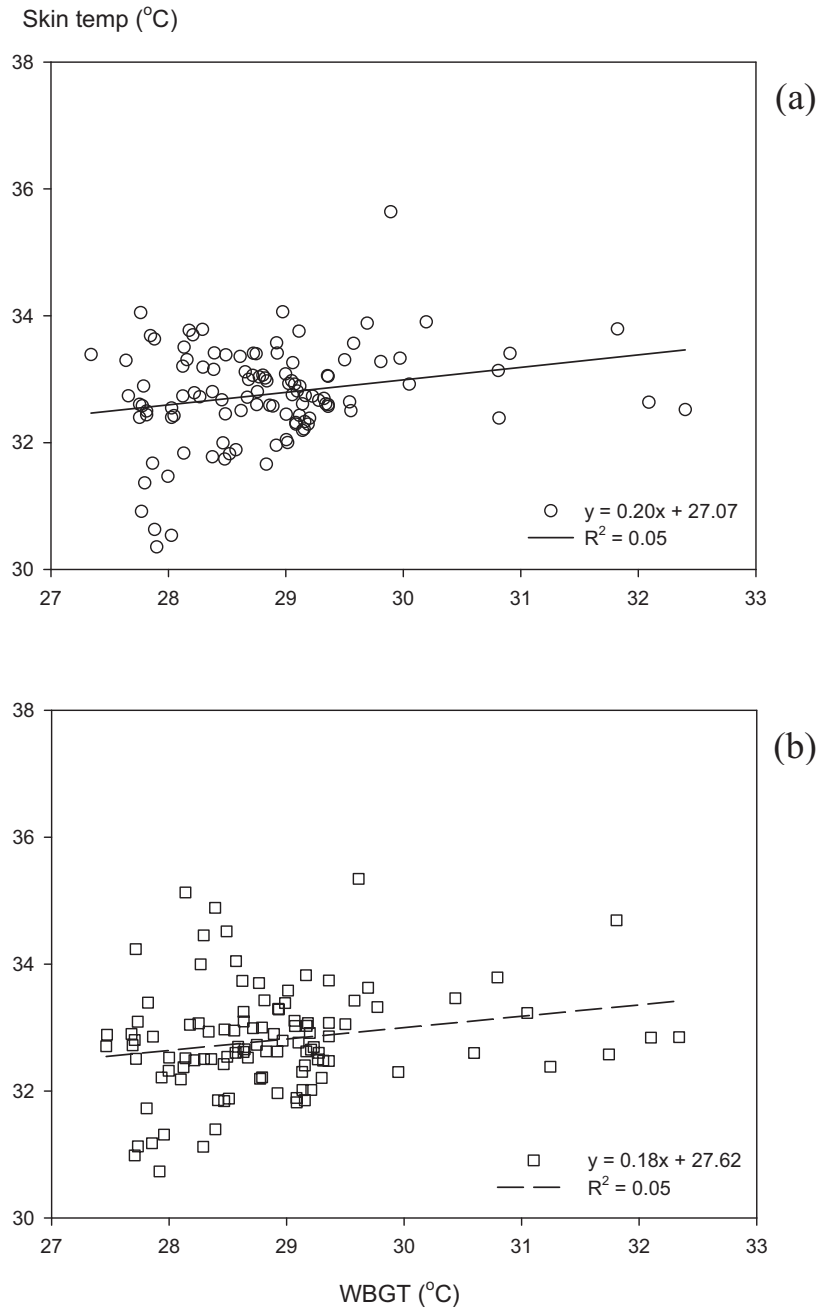 Skin temp (°C)
38
(a)
36
34
32
y = 0.20x + 27.07
R² = 0.05
30
27 28 29 30 31 32 33
38
(b)
36
34
32
y = 0.18x + 27.62
R² = 0.05
30
27 28 29 30 31 32 33
WBGT (°C)